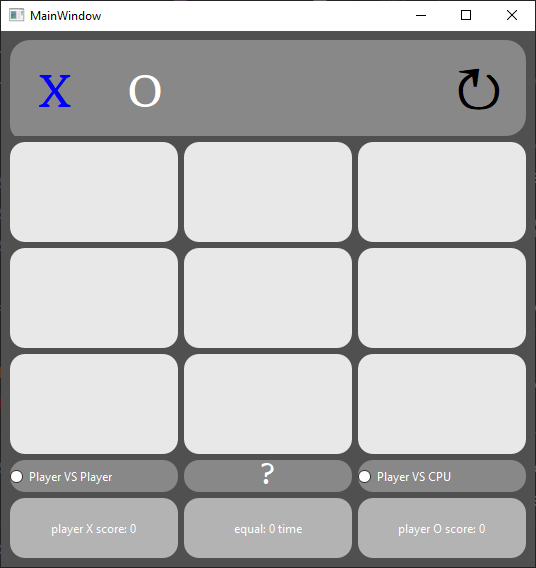 MainWindow
X O ↻
Player VS Player ? Player VS CPU
player X score: 0 equal: 0 time player O score: 0